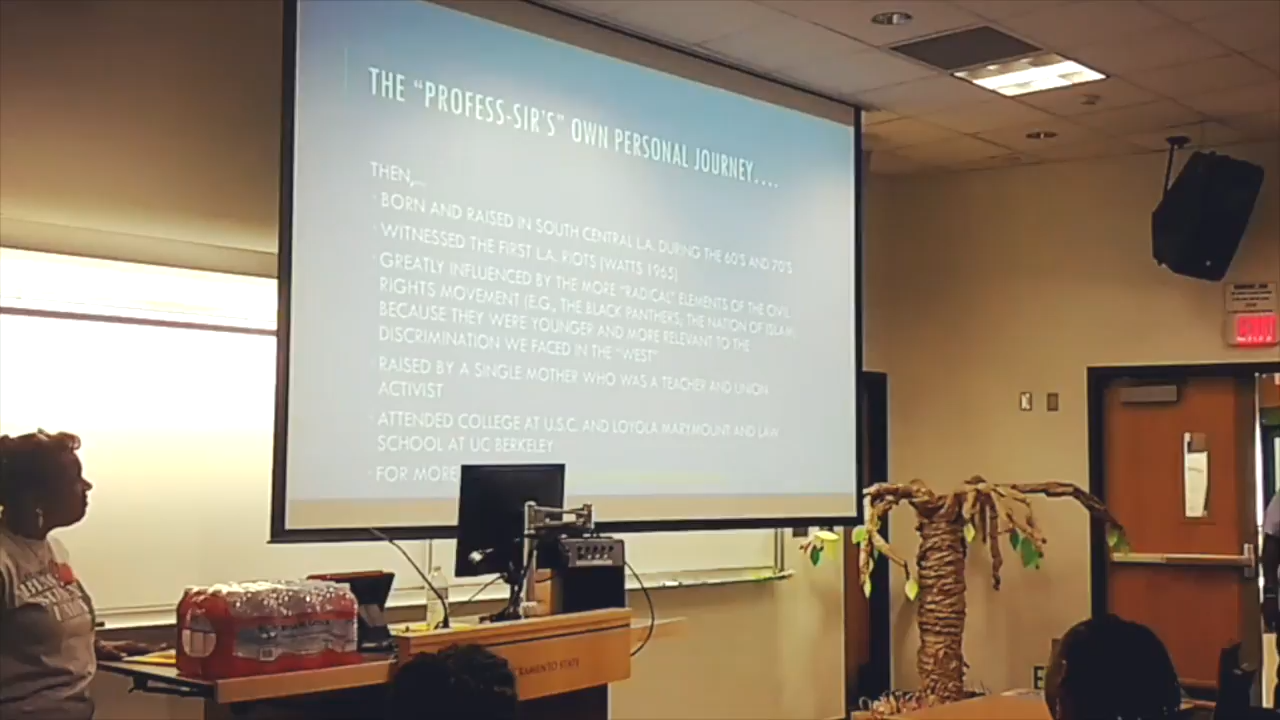 THE “PROFESS-SIR’S” OWN PERSONAL JOURNEY....
THEN,...
· BORN AND RAISED IN SOUTH CENTRAL L.A. DURING THE 60'S AND 70'S
· WITNESSED THE FIRST L.A. RIOTS (WATTS 1965)
· GREATLY INFLUENCED BY THE MORE “RADICAL” ELEMENTS OF THE CIVIL
RIGHTS MOVEMENT (E.G., THE BLACK PANTHERS, THE NATION OF ISLAM)
BECAUSE THEY WERE YOUNGER AND MORE RELEVANT TO THE
DISCRIMINATION WE FACED IN THE “WEST”
· RAISED BY A SINGLE MOTHER WHO WAS A TEACHER AND UNION
ACTIVIST
· ATTENDED COLLEGE AT U.S.C. AND LOYOLA MARYMOUNT AND LAW
SCHOOL AT UC BERKELEY
· FOR MORE
SACRAMENTO STATE